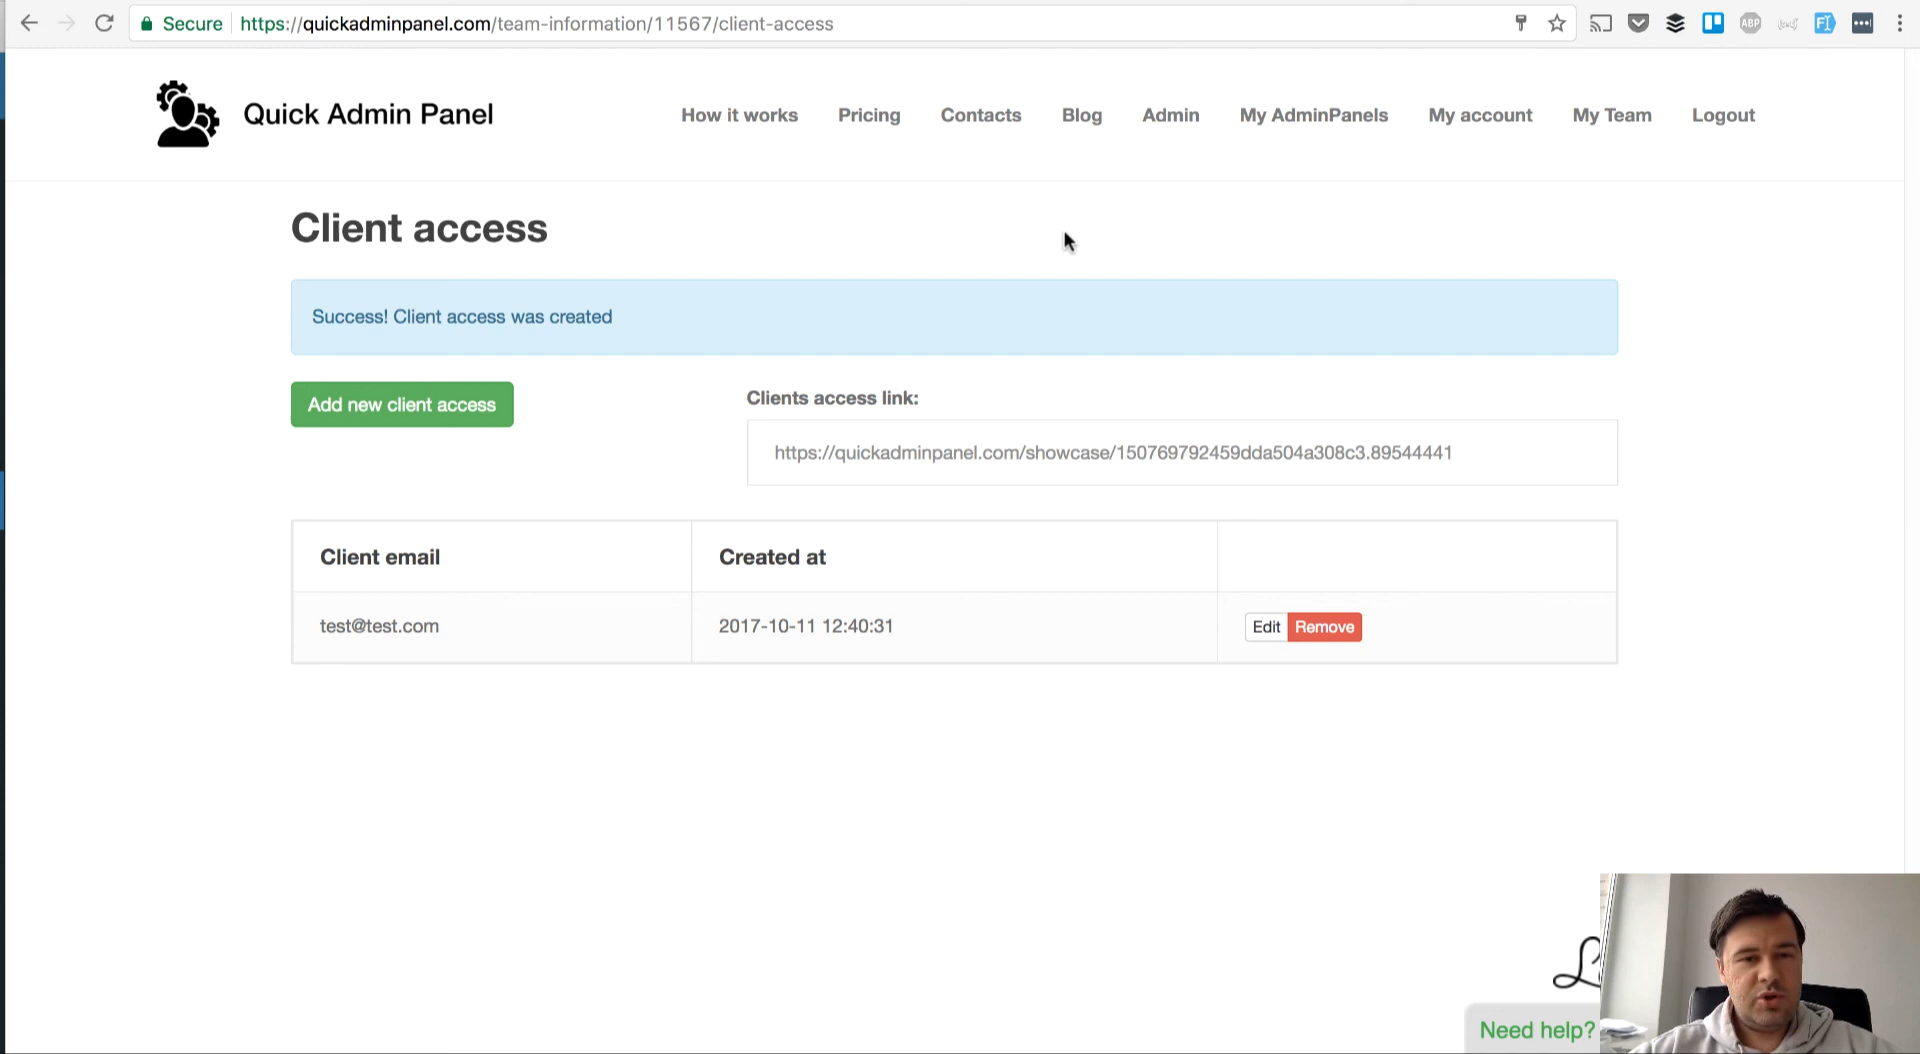 Secure https://quickadminpanel.com/team-information/11567/client-access
ABP
Quick Admin Panel
How it works Pricing Contacts Blog Admin My AdminPanels My account My Team Logout
Client access
Success! Client access was created
Add new client access
Clients access link:
https://quickadminpanel.com/showcase/150769792459dda504a308c3.89544441
Client email Created at
test@test.com 2017-10-11 12:40:31 Edit Remove
Need help?